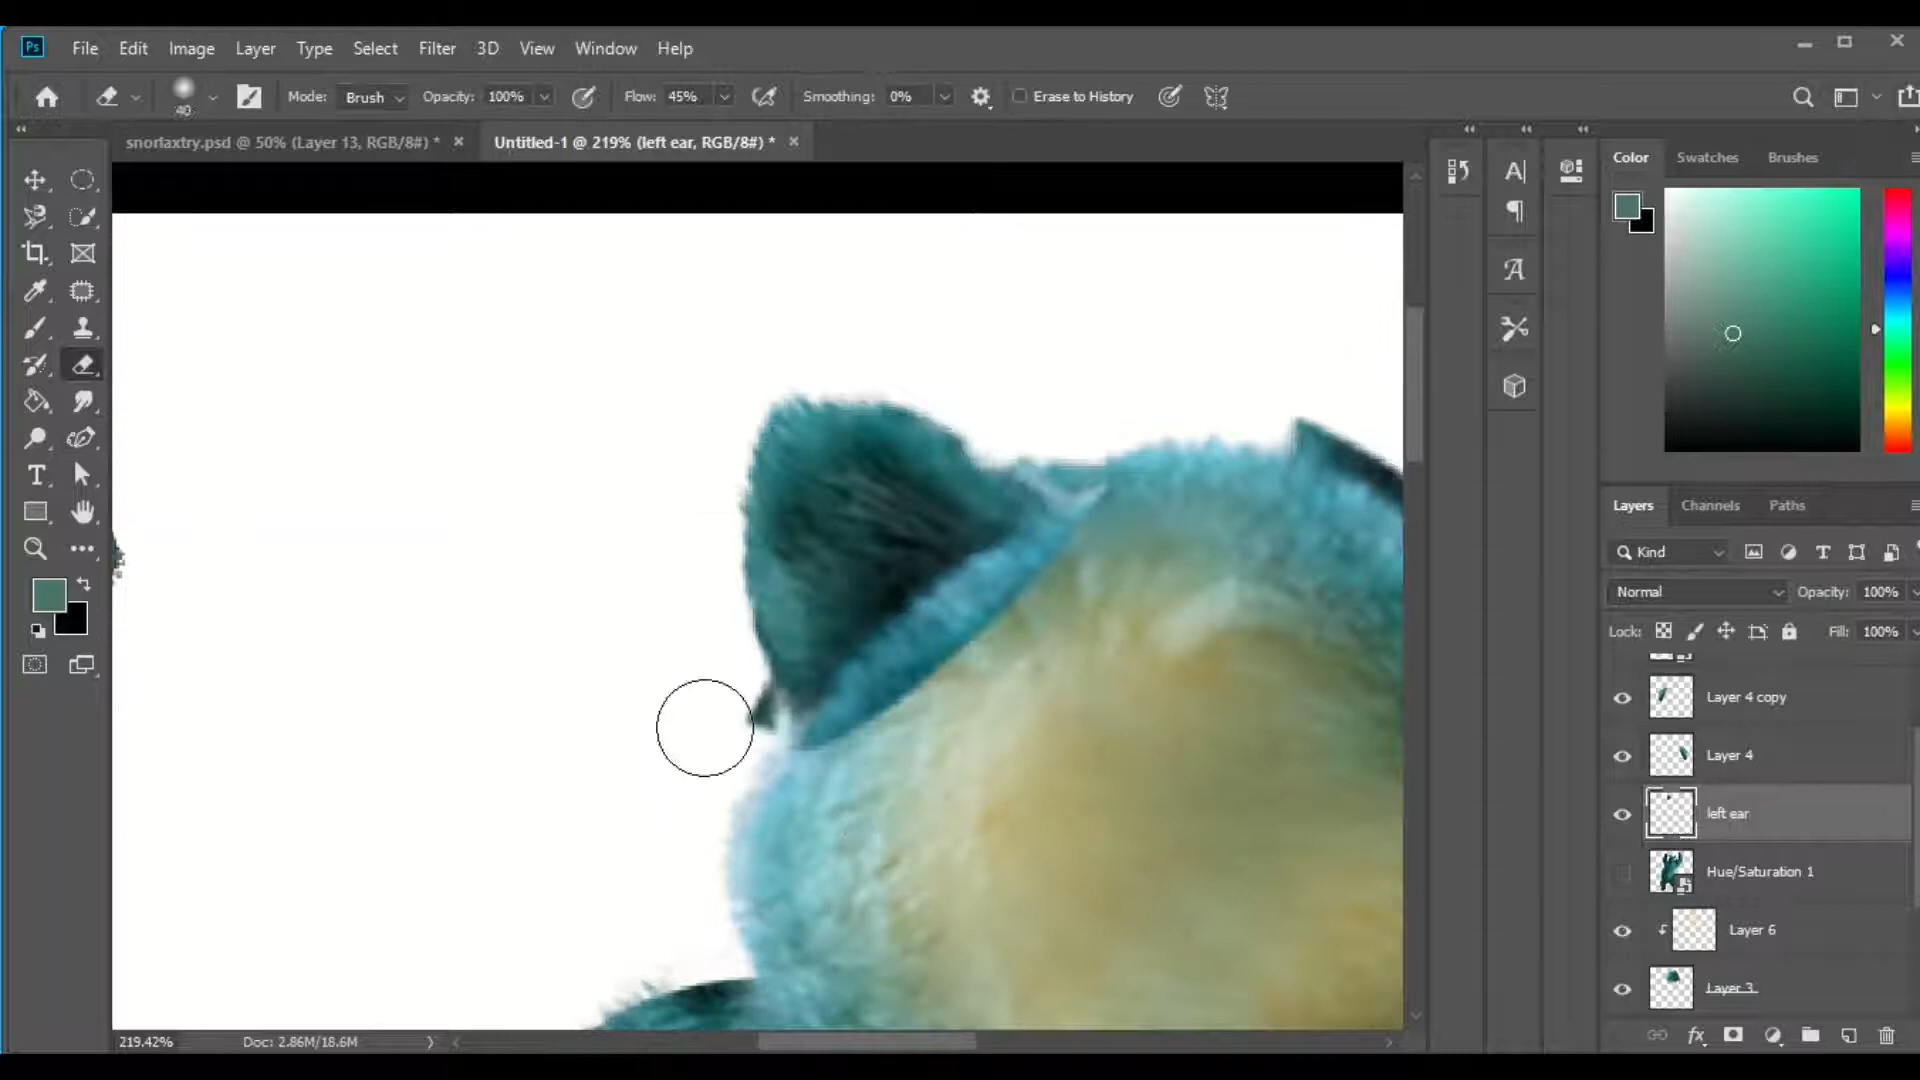 Ps File Edit Image Layer Type Select Filter 3D View Window Help
40 Mode: Brush Opacity: 100% Flow: 45% Smoothing: 0% Erase to History
snorlaxtry.psd @ 50% (Layer 13, RGB/8#) * Untitled-1 @ 219% (left ear, RGB/8#) *
Color Swatches Brushes
Layers Channels Paths
Kind
Normal Opacity: 100%
Lock: Fill: 100%
Layer 4 copy
Layer 4
left ear
Hue/Saturation 1
Layer 6
Layer 3
219.42% Doc: 2.86M/18.6M